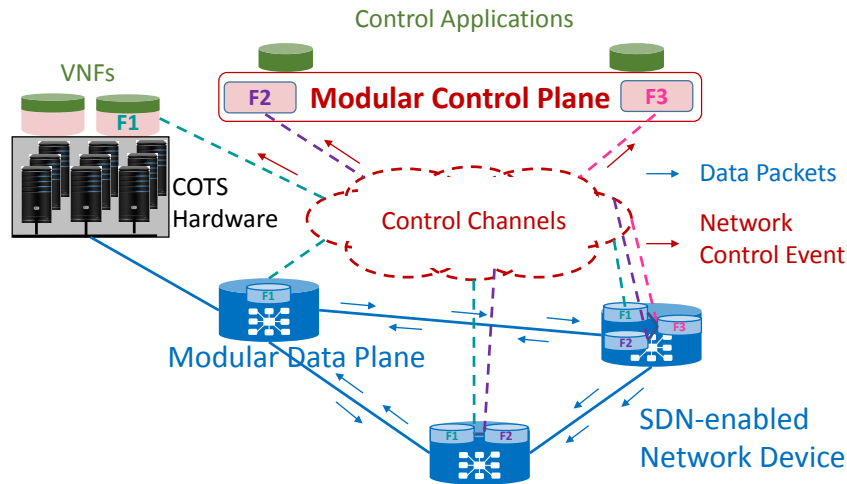 Control Applications
VNFs
F2
Modular Control Plane
F3
F1
COTS
Hardware
Control Channels
Data Packets
Network
Control Event
F1
F1
F2
F3
Modular Data Plane
F1
F2
SDN-enabled
Network Device